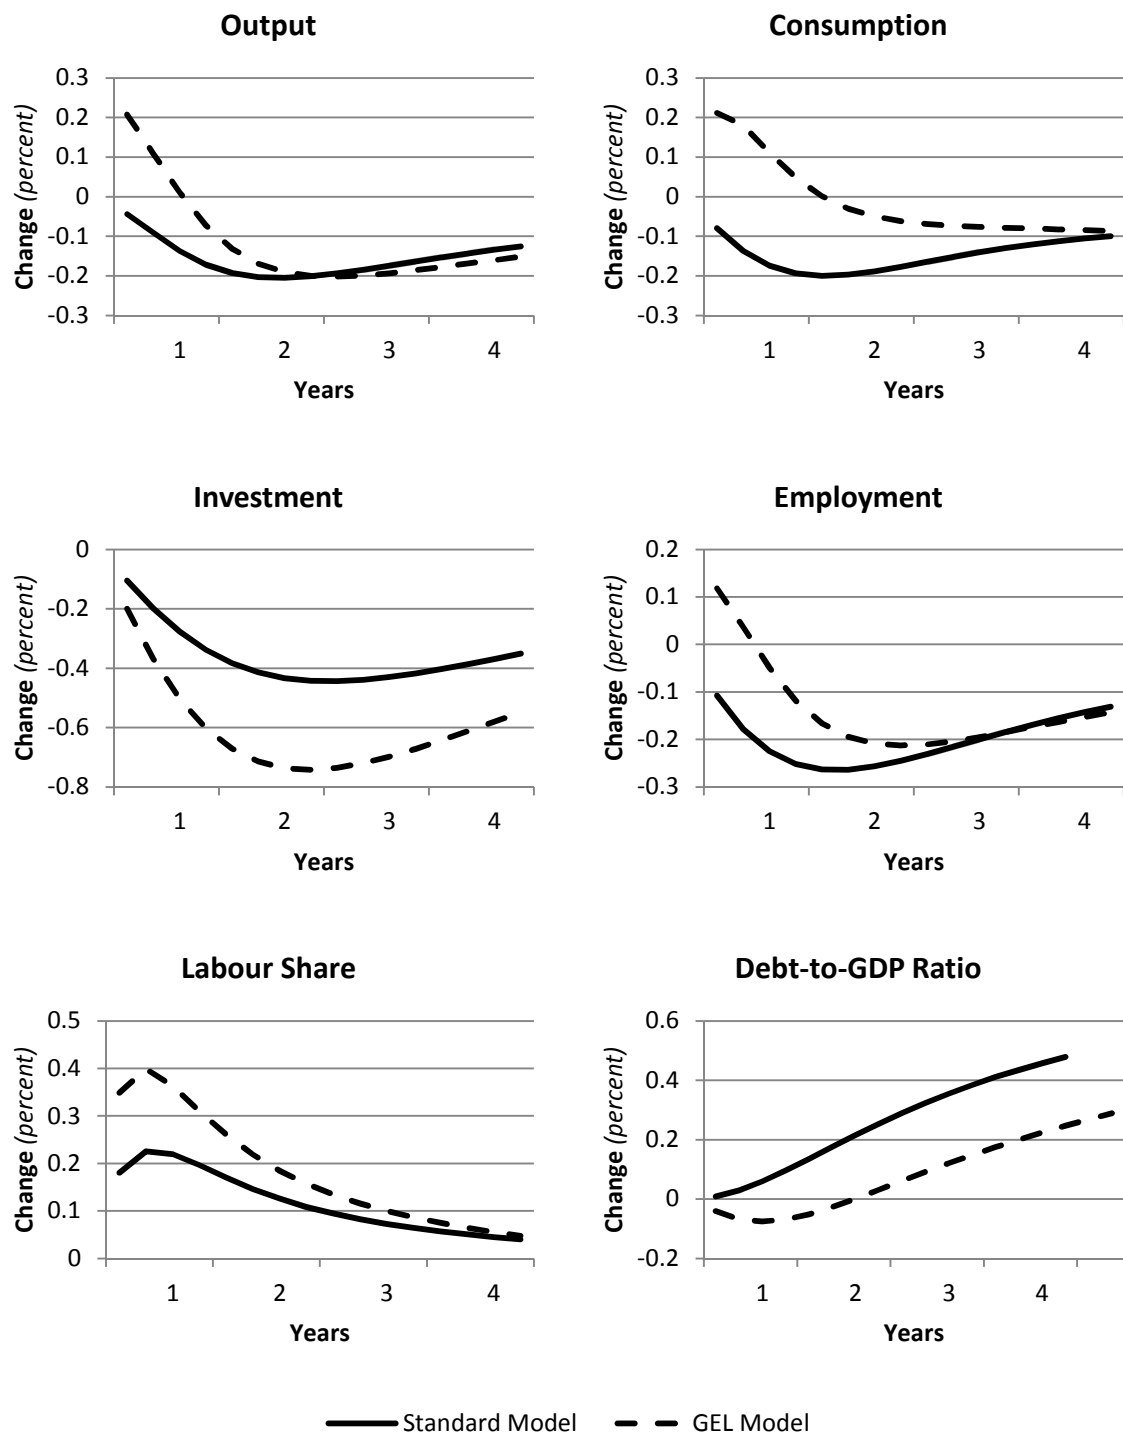 Output
0.3
0.2
0.1
0
-0.1
-0.2
-0.3
Change (percent)
1 2 3 4
Years
Consumption
0.3
0.2
0.1
0
-0.1
-0.2
-0.3
Change (percent)
1 2 3 4
Years
Investment
0
-0.2
-0.4
-0.6
-0.8
Change (percent)
1 2 3 4
Years
Employment
0.2
0.1
0
-0.1
-0.2
-0.3
Change (percent)
1 2 3 4
Years
Labour Share
0.5
0.4
0.3
0.2
0.1
0
Change (percent)
1 2 3 4
Years
Debt-to-GDP Ratio
0.6
0.4
0.2
0
-0.2
Change (percent)
1 2 3 4
Years
Standard Model GEL Model